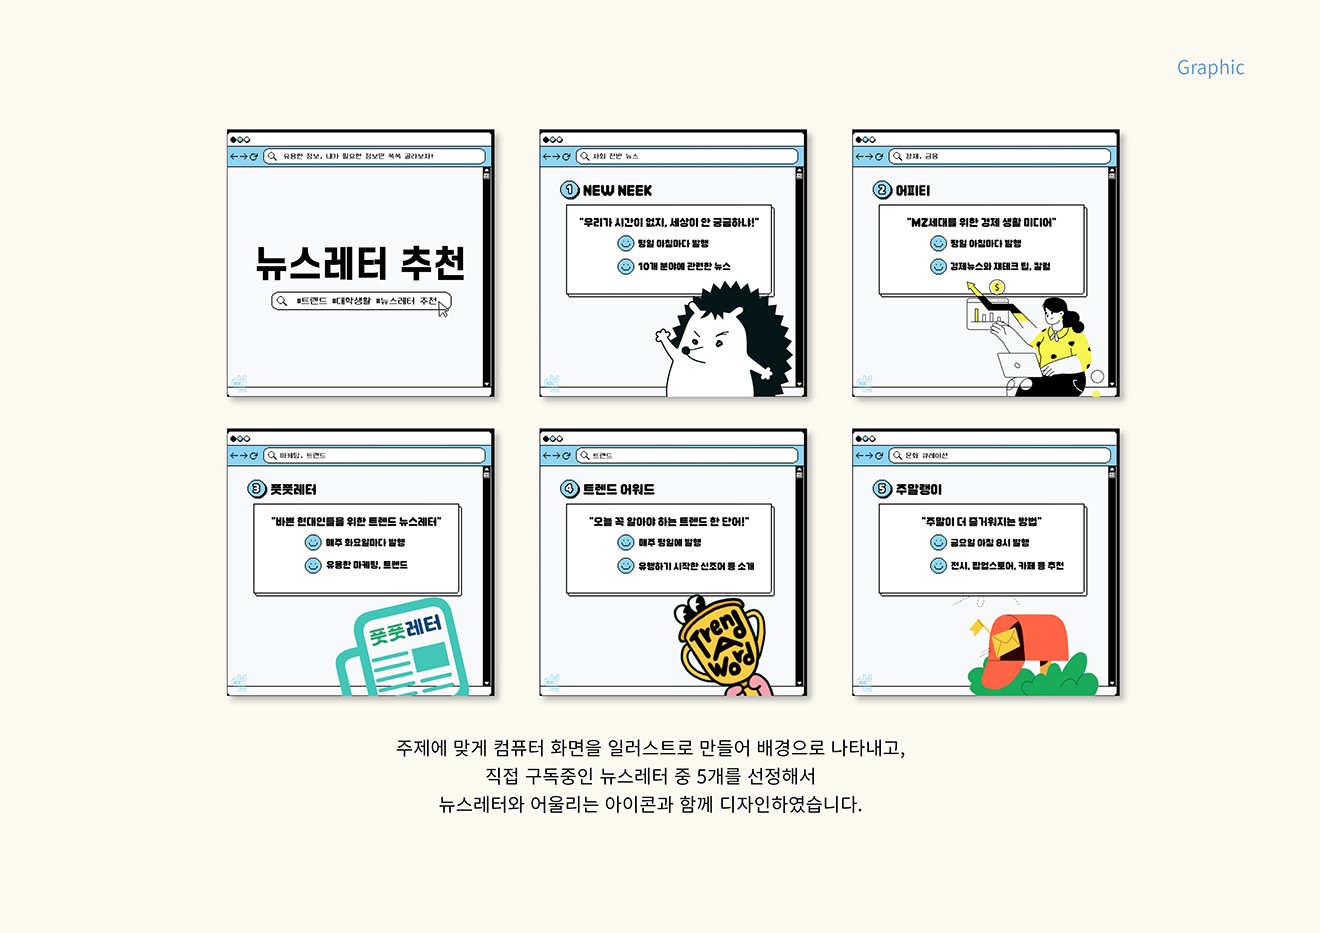 Graphic
유용한 정보, 내가 필요한 정보만 쏙쏙 골라보자!
뉴스레터 추천
#트렌드 #대학생활 #뉴스레터 추천
사회 전반 뉴스
1 NEW NEEK
"우리가 시간이 없지, 세상이 안 궁금하냐!"
평일 아침마다 발행
10개 분야에 관련한 뉴스
경제, 금융
2 어피티
"MZ세대를 위한 경제 생활 미디어"
평일 아침마다 발행
경제뉴스와 재테크 팁, 칼럼
$
마케팅, 트렌드
3 풋풋레터
"바쁜 현대인들을 위한 트렌드 뉴스레터"
매주 화요일마다 발행
유용한 마케팅, 트렌드
풋풋레터
트렌드
4 트렌드 어워드
"오늘 꼭 알아야 하는 트렌드 한 단어!"
매주 평일에 발행
유행하기 시작한 신조어 등 소개
Trend
A
Word
문화 큐레이션
5 주말랭이
"주말이 더 즐거워지는 방법"
금요일 아침 8시 발행
전시, 팝업스토어, 카페 등 추천
주제에 맞게 컴퓨터 화면을 일러스트로 만들어 배경으로 나타내고,
직접 구독중인 뉴스레터 중 5개를 선정해서
뉴스레터와 어울리는 아이콘과 함께 디자인하였습니다.